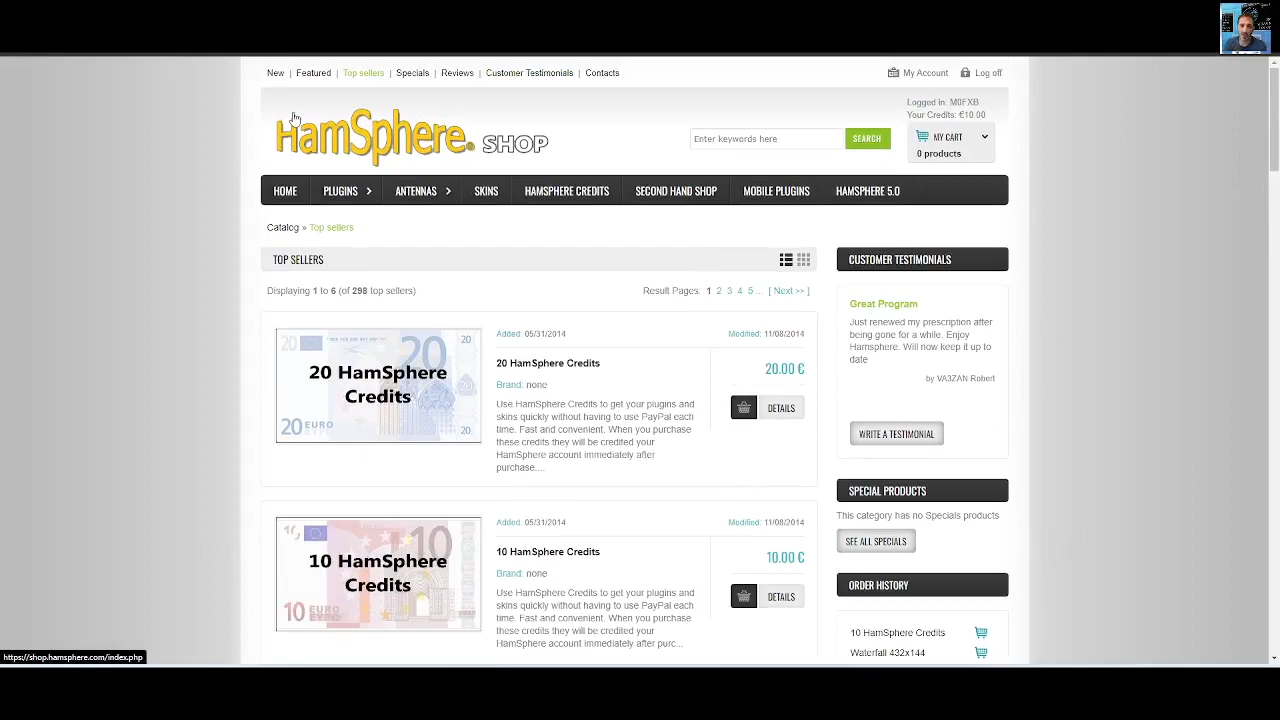 New | Featured | Top sellers | Specials | Reviews | Customer Testimonials | Contacts
My Account
Log off
HamSphere® SHOP
Enter keywords here
SEARCH
Logged in: M0FXB
Your Credits: €10.00
MY CART
0 products
HOME
PLUGINS
ANTENNAS
SKINS
HAMSPHERE CREDITS
SECOND HAND SHOP
MOBILE PLUGINS
HAMSPHERE 5.0
Catalog » Top sellers
TOP SELLERS
Displaying 1 to 6 (of 298 top sellers)
Result Pages: 1 2 3 4 5 ... [ Next >> ]
20
20
20
20 HamSphere
Credits
20 EURO
20
Added: 05/31/2014
Modified: 11/08/2014
20 HamSphere Credits
Brand: none
Use HamSphere Credits to get your plugins and
skins quickly without having to use PayPal each
time. Fast and convenient. When you purchase
these credits they will be credited your
HamSphere account immediately after
purchase....
20.00 €
DETAILS
10
10
10 HamSphere
Credits
10 EURO
10
Added: 05/31/2014
Modified: 11/08/2014
10 HamSphere Credits
Brand: none
Use HamSphere Credits to get your plugins and
skins quickly without having to use PayPal each
time. Fast and convenient. When you purchase
these credits they will be credited your
HamSphere account immediately after purc...
10.00 €
DETAILS
CUSTOMER TESTIMONIALS
Great Program
Just renewed my prescription after
being gone for a while. Enjoy
Hamsphere. Will now keep it up to
date
by VA3ZAN Robert
WRITE A TESTIMONIAL
SPECIAL PRODUCTS
This category has no Specials products
SEE ALL SPECIALS
ORDER HISTORY
10 HamSphere Credits
Waterfall 432x144
https://shop.hamsphere.com/index.php